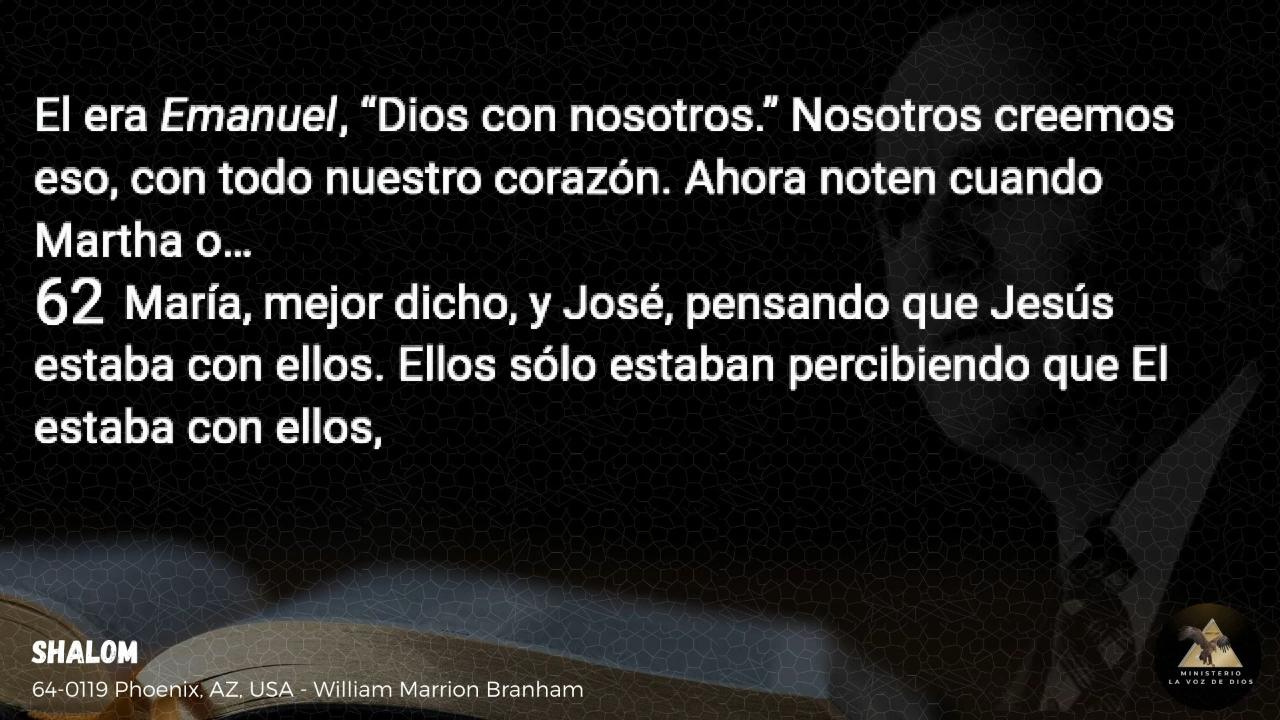 El era Emanuel, “Dios con nosotros.” Nosotros creemos
eso, con todo nuestro corazón. Ahora noten cuando
Martha o...
62 María, mejor dicho, y José, pensando que Jesús
estaba con ellos. Ellos sólo estaban percibiendo que El
estaba con ellos,
SHALOM
64-0119 Phoenix, AZ, USA - William Marrion Branham
MINISTERIO
LA VOZ DE DIOS